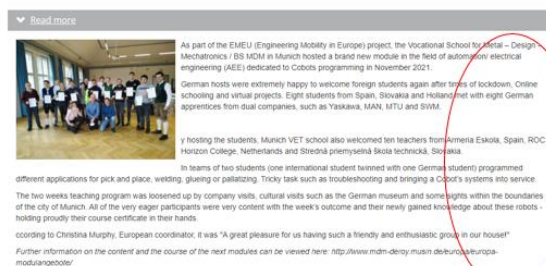 Read more
As part of the EMEU (Engineering Mobility in Europe) project, the Vocational School for Metal – Design –
Mechatronics / BS MDM in Munich hosted a brand new module in the field of automation/ electrical
engineering (AEE) dedicated to Cobots programming in November 2021.
German hosts were extremely happy to welcome foreign students again after times of lockdown, Online
schooling and virtual projects. Eight students from Spain, Slovakia and Holland met with eight German
apprentices from dual companies, such as Yaskawa, MAN, MTU and SWM.
y hosting the students, Munich VET school also welcomed ten teachers from Armeria Eskola, Spain, ROC
Horizon College, Netherlands and Stredná priemyselná škola technická, Slovakia
In teams of two students (one international student twinned with one German student) programmed
different applications for pick and place, welding, glueing or pallatizing. Tricky task such as troubleshooting and bringing a Cobot's systems into service.
The two weeks teaching program was loosened up by company visits, cultural visits such as the German museum and some sights within the boundaries
of the city of Munich. All of the very eager participants were very content with the week's outcome and their newly gained knowledge about these robots -
holding proudly their course certificate in their hands.
ccording to Christina Murphy, European coordinator, it was "A great pleasure for us having such a friendly and enthusiastic group in our house!"
Further information on the content and the course of the next modules can be viewed here: http://www.mdm-deroy.musin.de/europa/europa-
modulangebote/